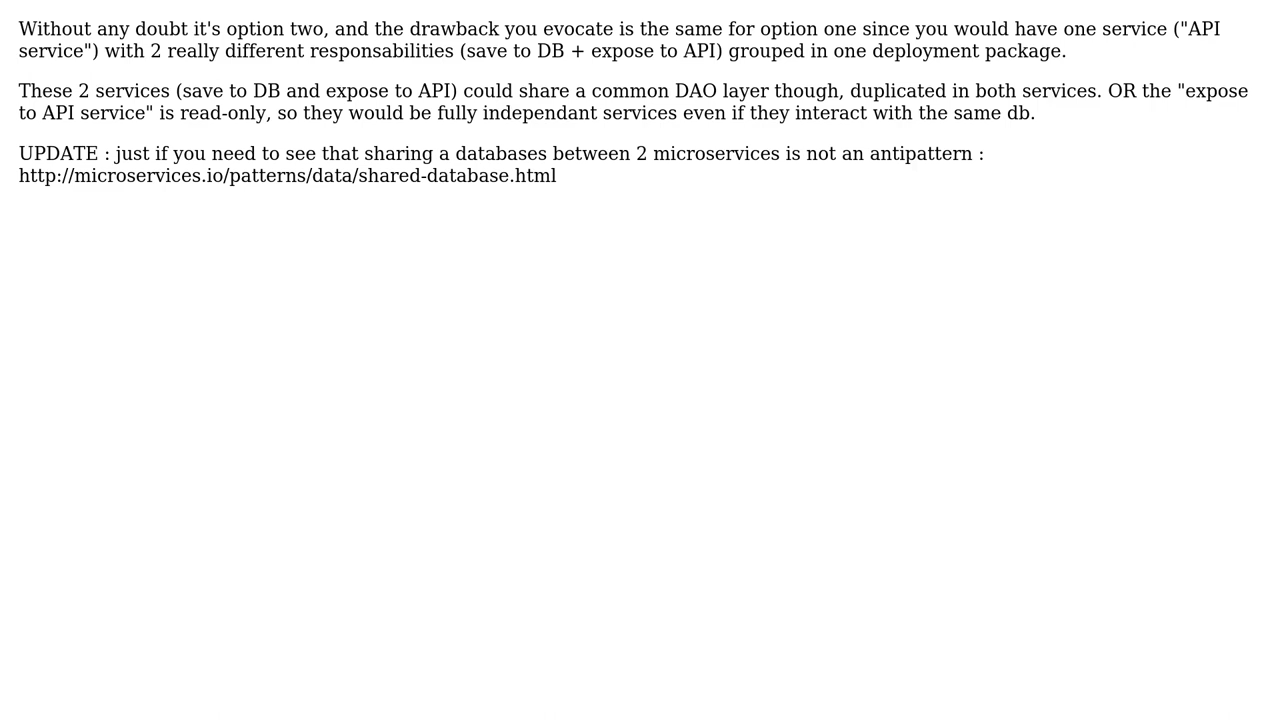 Without any doubt it's option two, and the drawback you evocate is the same for option one since you would have one service ("API
service") with 2 really different responsabilities (save to DB + expose to API) grouped in one deployment package.
These 2 services (save to DB and expose to API) could share a common DAO layer though, duplicated in both services. OR the "expose
to API service" is read-only, so they would be fully independant services even if they interact with the same db.
UPDATE : just if you need to see that sharing a databases between 2 microservices is not an antipattern :
http://microservices.io/patterns/data/shared-database.html